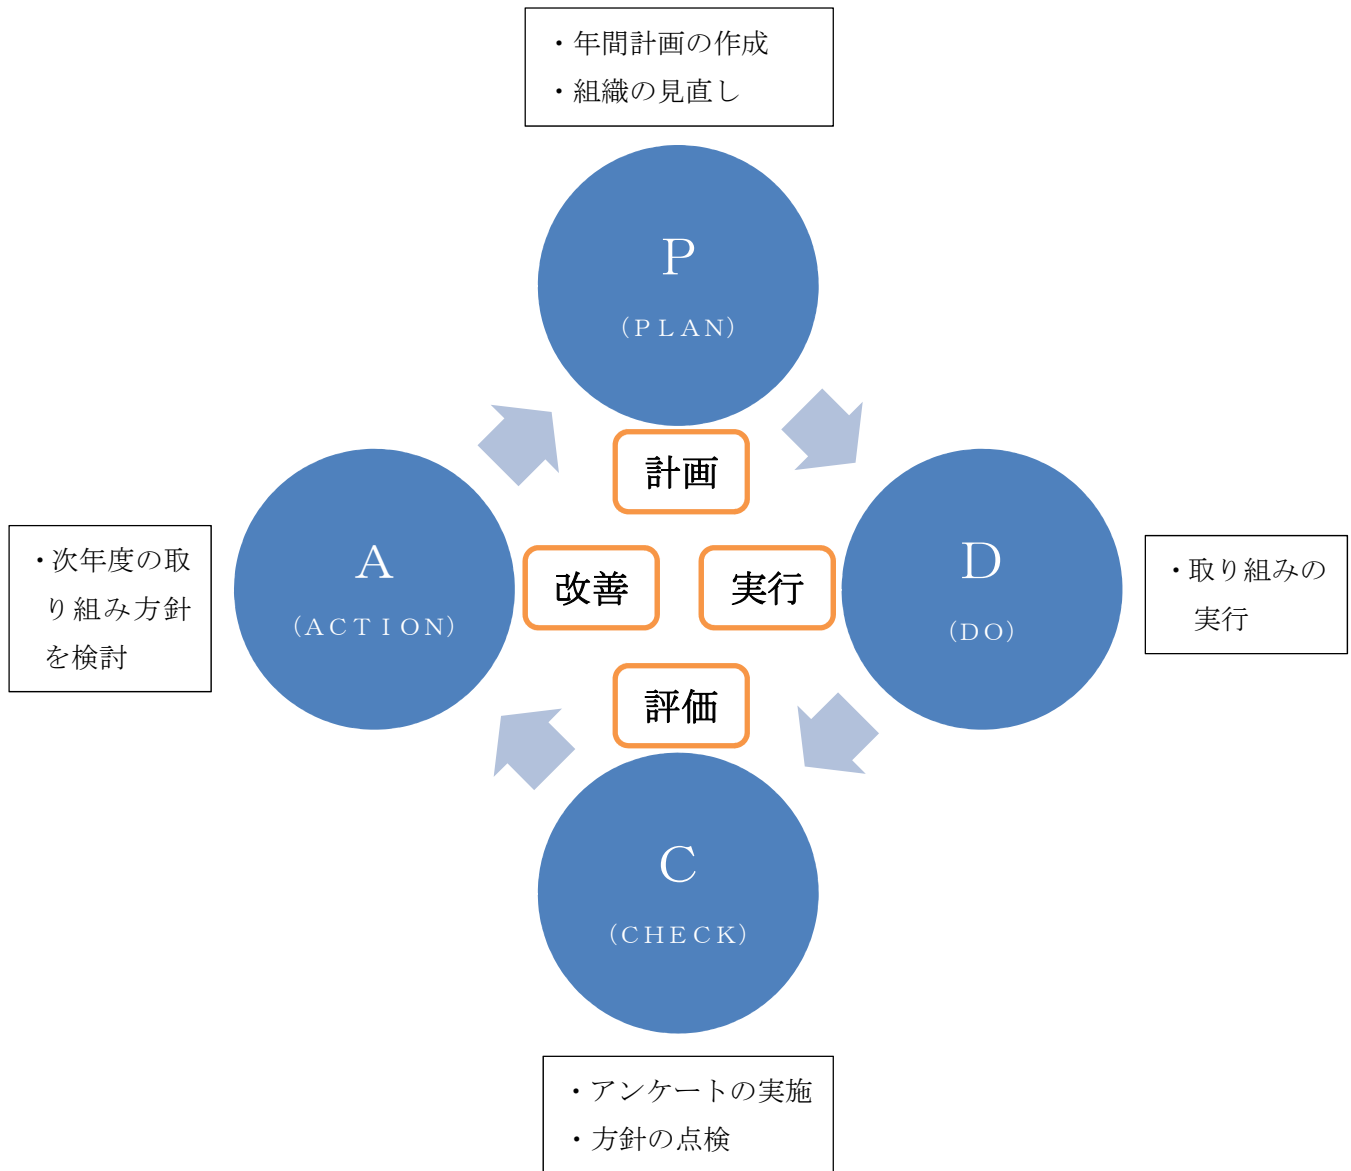 ・年間計画の作成
・組織の見直し
P
（PLAN）
計画
・次年度の取
り組み方針
を検討
A
（ACTION）
改善
実行
D
（DO）
・取り組みの
実行
評価
C
（CHECK）
・アンケートの実施
・方針の点検